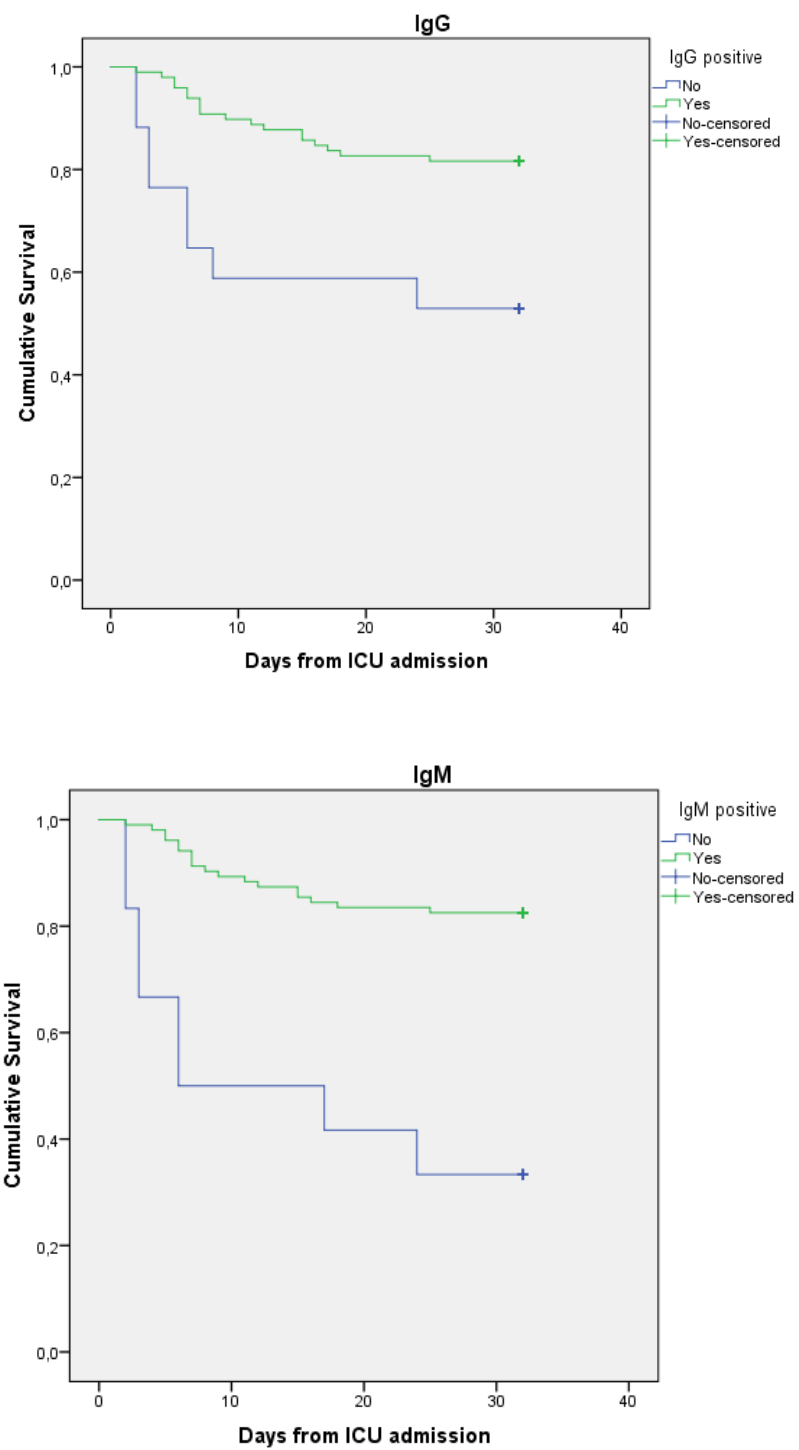 IgG
IgG positive
No
Yes
No-censored
Yes-censored
1,0
0,8
0,6
0,4
0,2
0,0
Cumulative Survival
0 10 20 30 40
Days from ICU admission
IgM
IgM positive
No
Yes
No-censored
Yes-censored
1,0
0,8
0,6
0,4
0,2
0,0
Cumulative Survival
0 10 20 30 40
Days from ICU admission